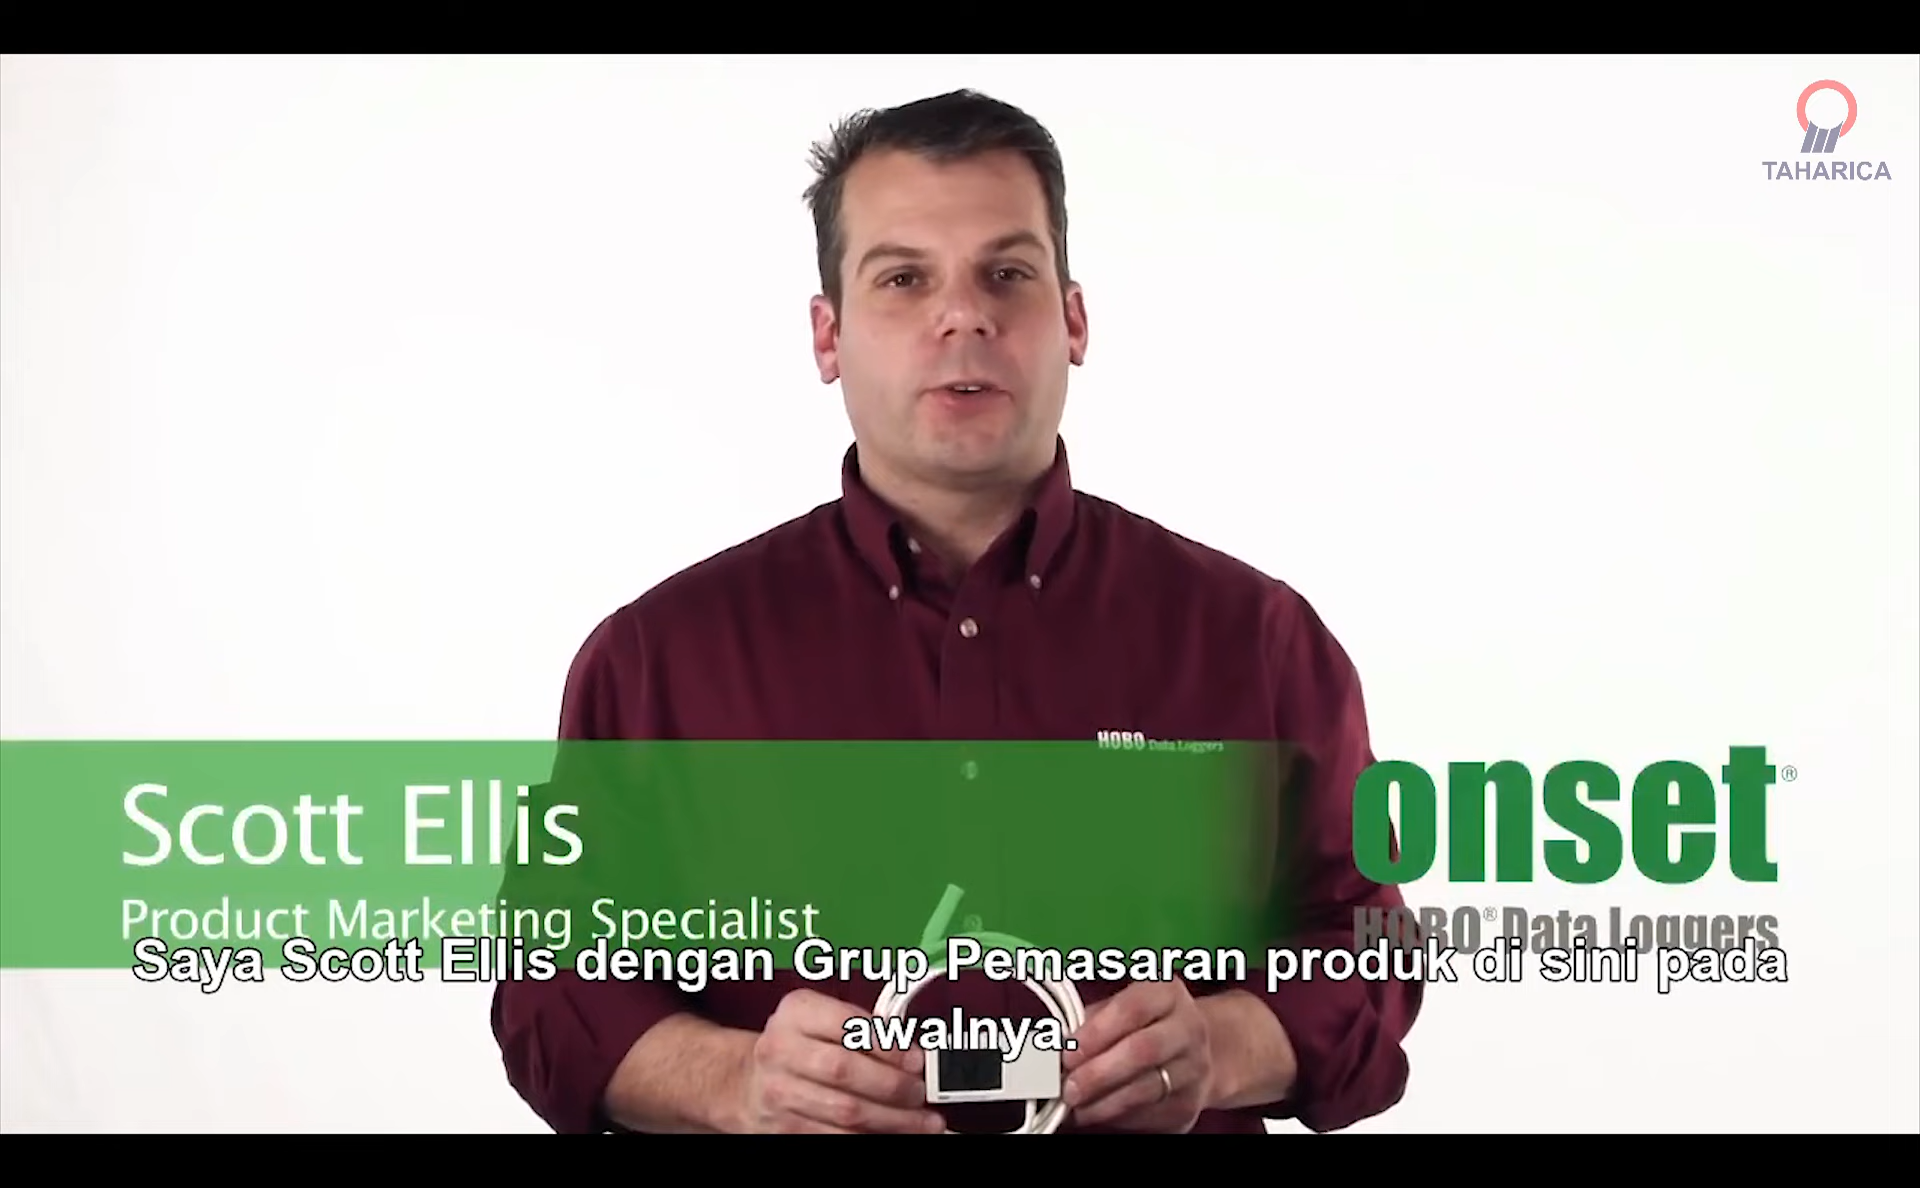 TAHARICA
HOBO Data Loggers
Scott Ellis
Product Marketing Specialist
onset®
HOBO® Data Loggers
Saya Scott Ellis dengan Grup Pemasaran produk di sini pada
awalnya.